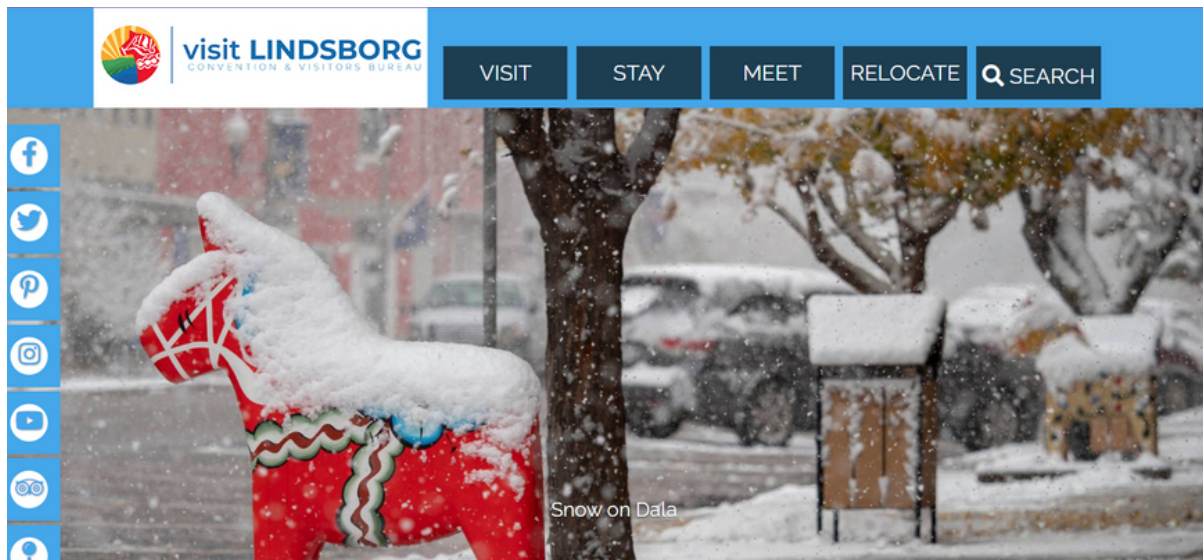 visit LINDSBORG
CONVENTION & VISITORS BUREAU
VISIT
STAY
MEET
RELOCATE
SEARCH
Snow on Dala